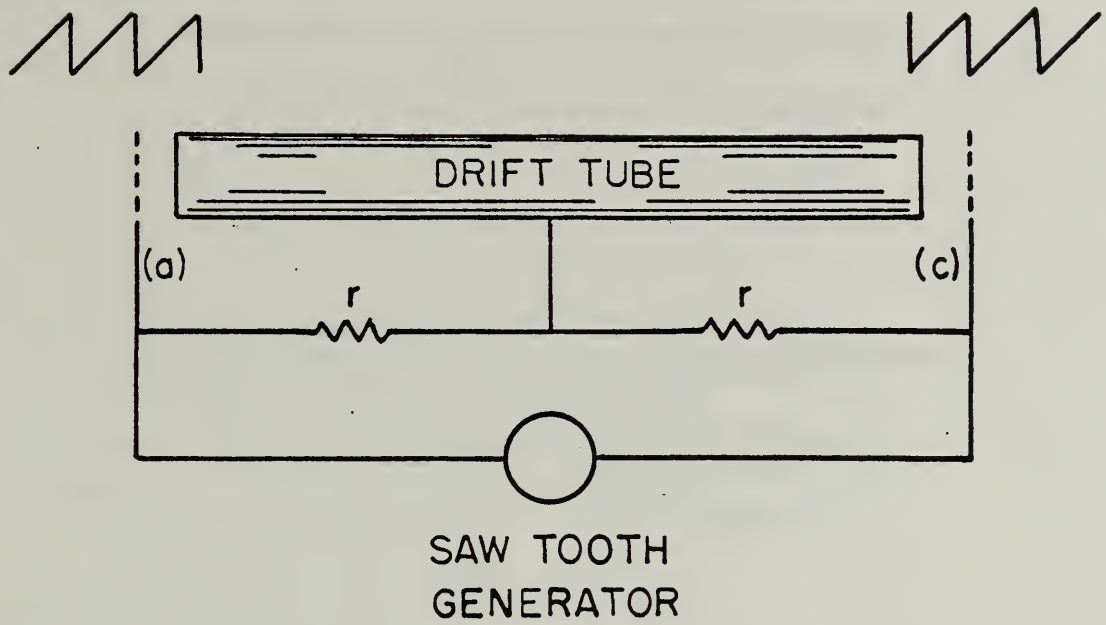 DRIFT TUBE
(a)
(c)
r
r
SAW TOOTH
GENERATOR